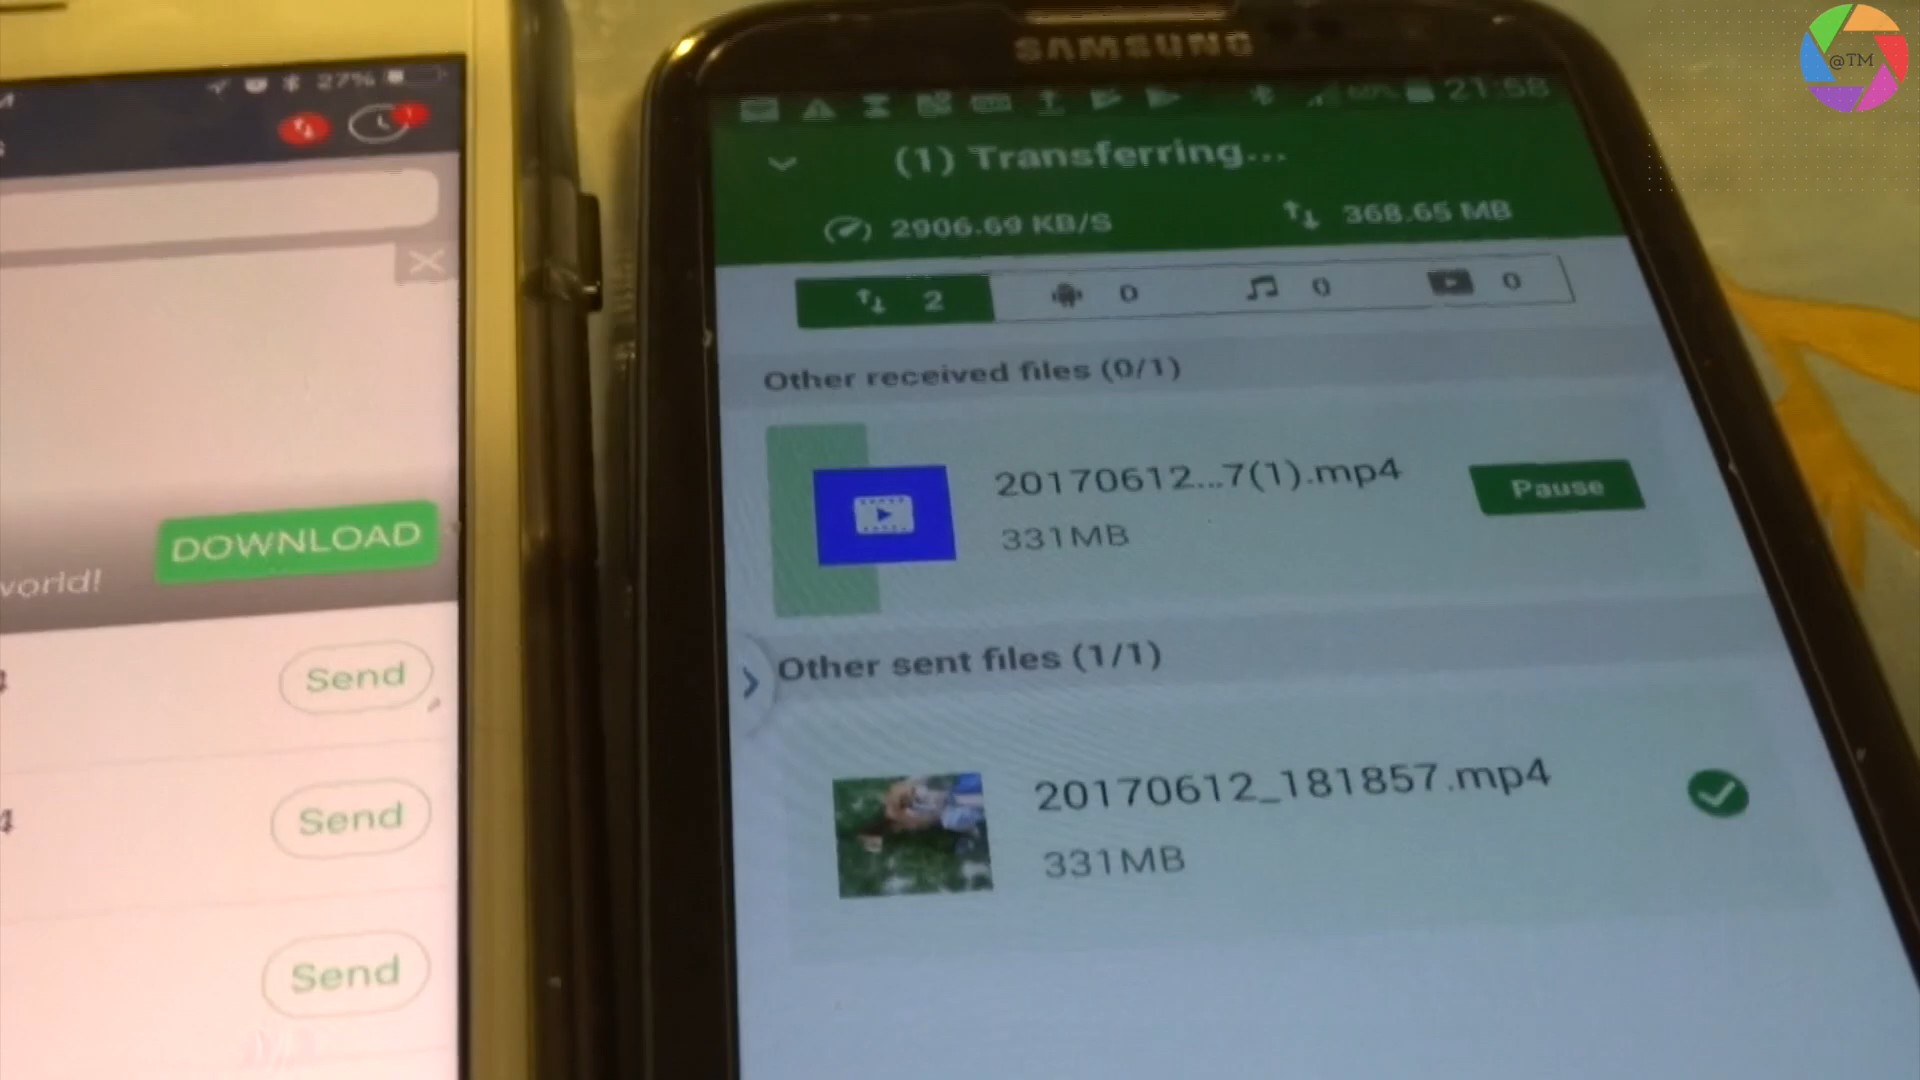 27%
1
DOWNLOAD
world!
Send
Send
Send
SAMSUNG
60% 21:58
(1) Transferring...
2906.69 KB/S
368.65 MB
2
0
0
0
Other received files (0/1)
20170612...7(1).mp4
331MB
Pause
Other sent files (1/1)
20170612_181857.mp4
331MB
@TM